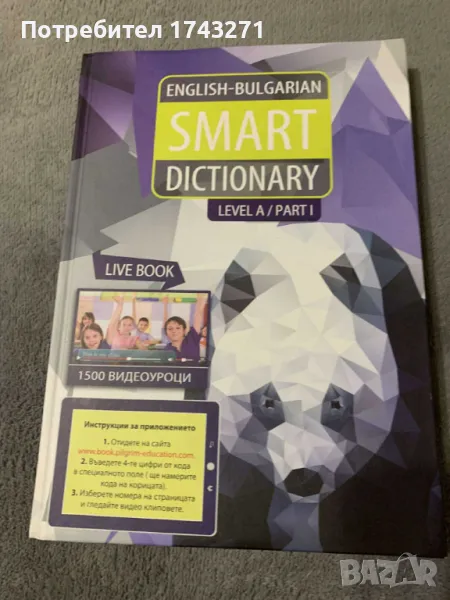 Потребител 1743271
ENGLISH-BULGARIAN
SMART
DICTIONARY
LEVEL A / PART I
LIVE BOOK
1500 ВИДЕОУРОЦИ
Инструкции за приложението
1. Отидете на сайта
www.book.pilgrim-education.com.
2. Въведете 4-те цифри от кода
в специалното поле ( ще намерите
кода на корицата).
3. Изберете номера на страницата
и гледайте видео клиповете.
BAZAR